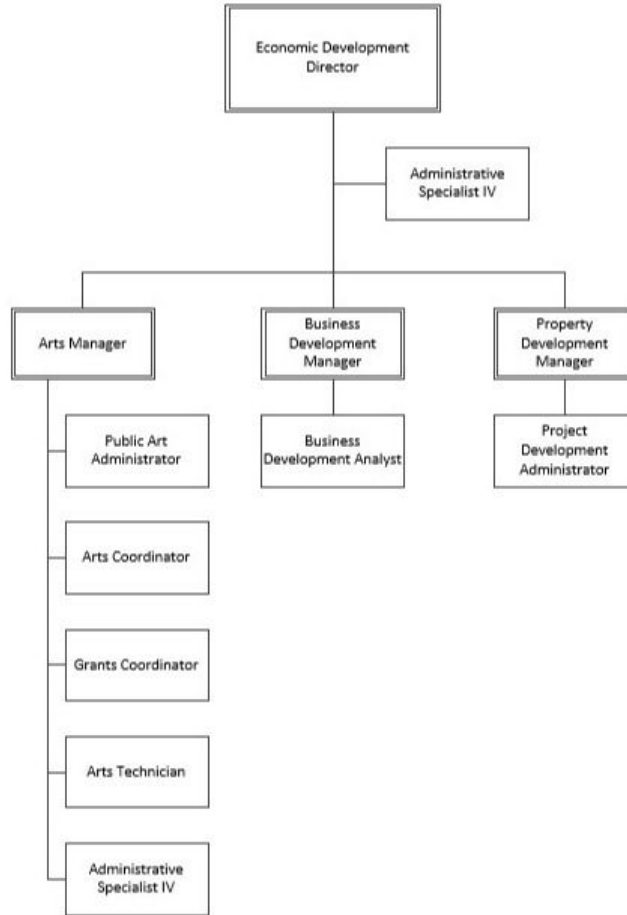 Economic Development
Director
Administrative
Specialist IV
Arts Manager
Business
Development
Manager
Property
Development
Manager
Public Art
Administrator
Business
Development Analyst
Project
Development
Administrator
Arts Coordinator
Grants Coordinator
Arts Technician
Administrative
Specialist IV